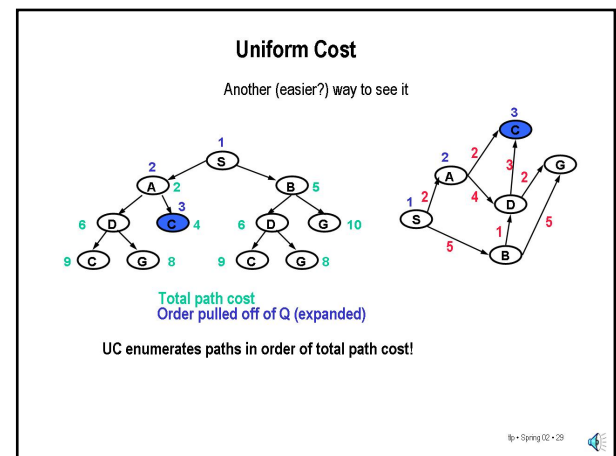 Uniform Cost
Another (easier?) way to see it
1
S
2
A 2
B 5
3
6 D
C 4
6 D
G 10
9 C
G 8
9 C
G 8
3
C
2
2
3
G
A
2
1
2
4
D
S
5
1
5
B
Total path cost
Order pulled off of Q (expanded)
UC enumerates paths in order of total path cost!
tlp • Spring 02 • 29